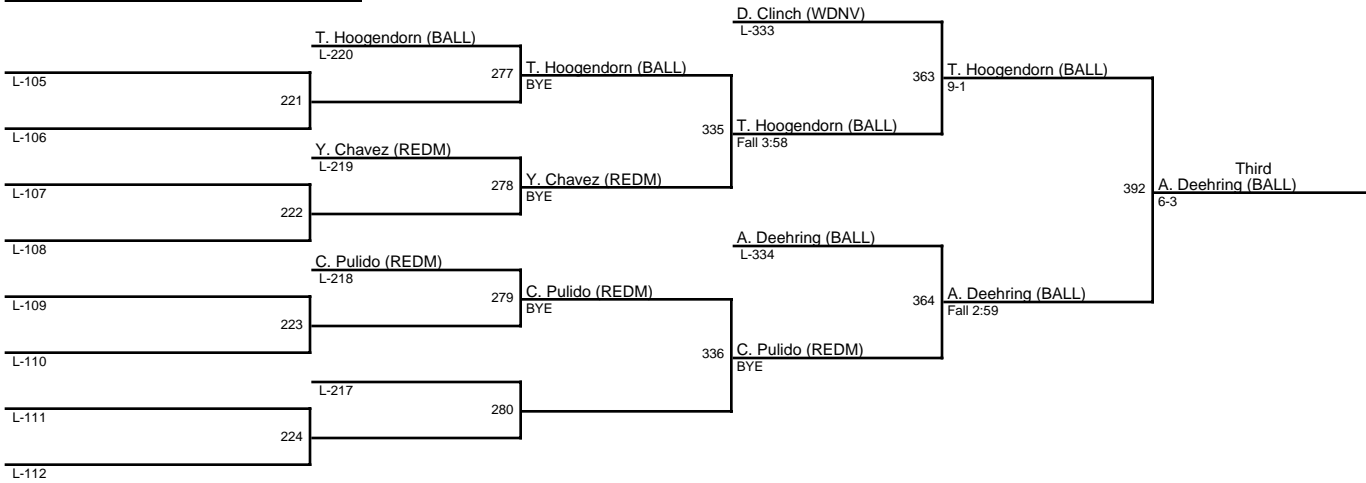 D. Clinch (WDNV)
L-333
T. Hoogendorn (BALL)
L-220
277
T. Hoogendorn (BALL)
BYE
363
T. Hoogendorn (BALL)
9-1
L-105
221
L-106
335
T. Hoogendorn (BALL)
Fall 3:58
Y. Chavez (REDM)
L-219
278
Y. Chavez (REDM)
BYE
L-107
222
L-108
392
Third
A. Deehring (BALL)
6-3
A. Deehring (BALL)
L-334
C. Pulido (REDM)
L-218
279
C. Pulido (REDM)
BYE
364
A. Deehring (BALL)
Fall 2:59
L-109
223
L-110
336
C. Pulido (REDM)
BYE
L-217
280
L-111
224
L-112